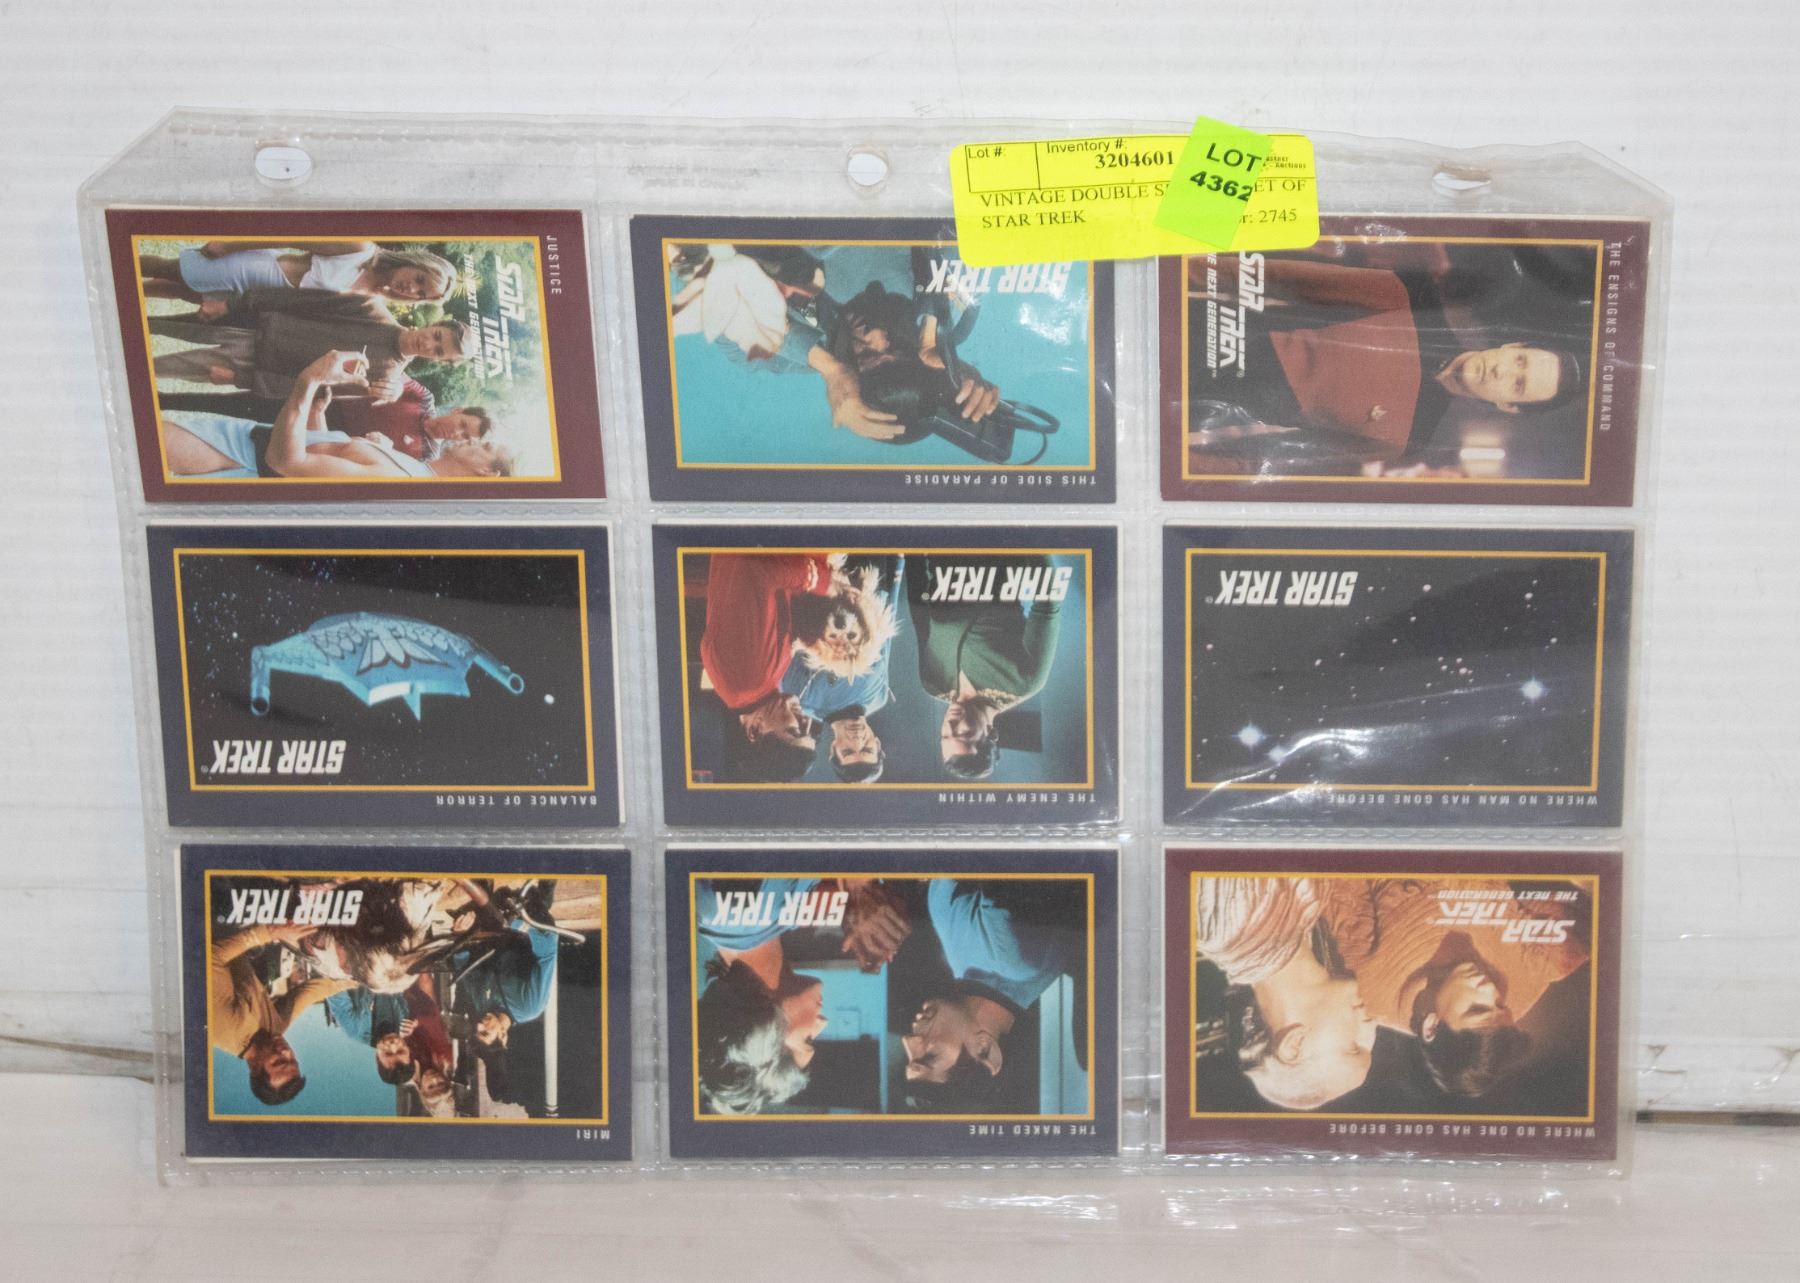 Lot #:
Inventory #:
3204601
LOT
4362
- Auctions
VINTAGE DOUBLE ET OF
STAR TREK : 2745
JUSTICE
STAR TREK
THE NEXT GENERATION
STAR TREK®
THIS SIDE OF PARADISE
THE ENSIGNS OF COMMAND
STAR TREK®
THE NEXT GENERATION™
STAR TREK®
BALANCE OF TERROR
STAR TREK®
THE ENEMY WITHIN
STAR TREK®
WHERE NO MAN HAS GONE BEFORE
STAR TREK®
MIRI
STAR TREK®
THE NAKED TIME
STAR TREK
THE NEXT GENERATION™
WHERE NO ONE HAS GONE BEFORE